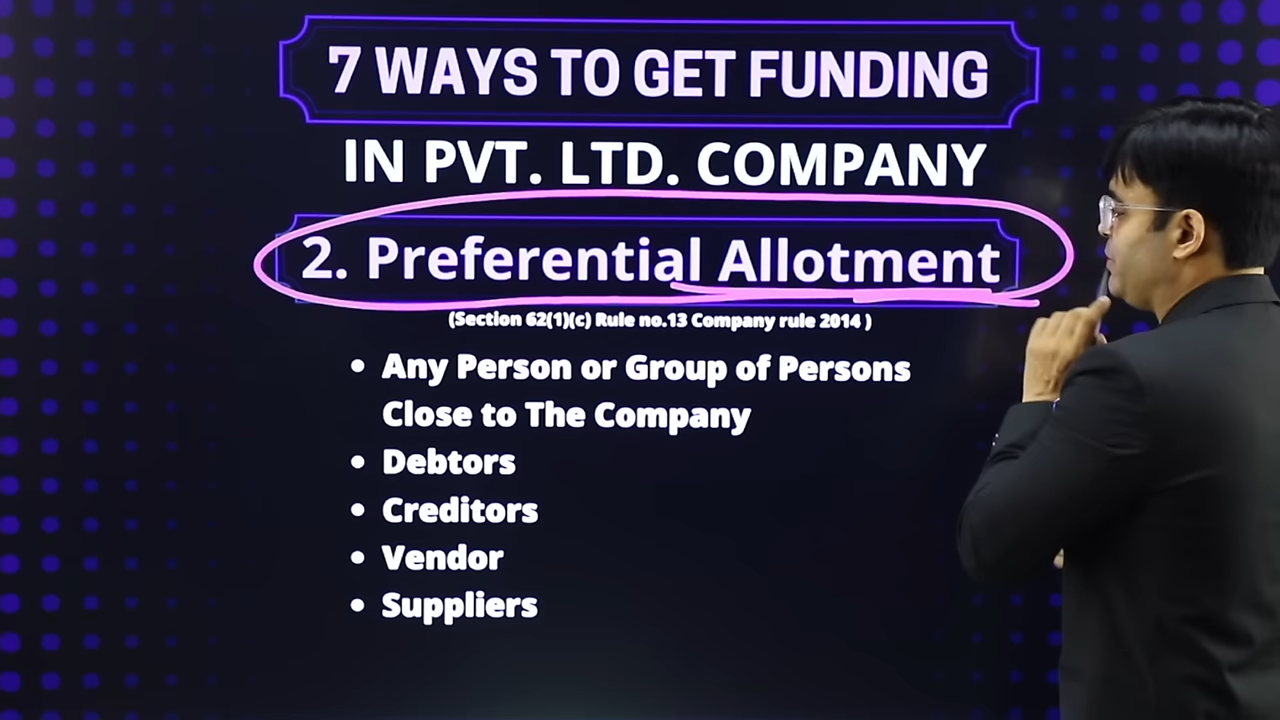 7 WAYS TO GET FUNDING
IN PVT. LTD. COMPANY
2. Preferential Allotment
(Section 62(1)(c) Rule no.13 Company rule 2014 )
• Any Person or Group of Persons
Close to The Company
• Debtors
• Creditors
• Vendor
• Suppliers